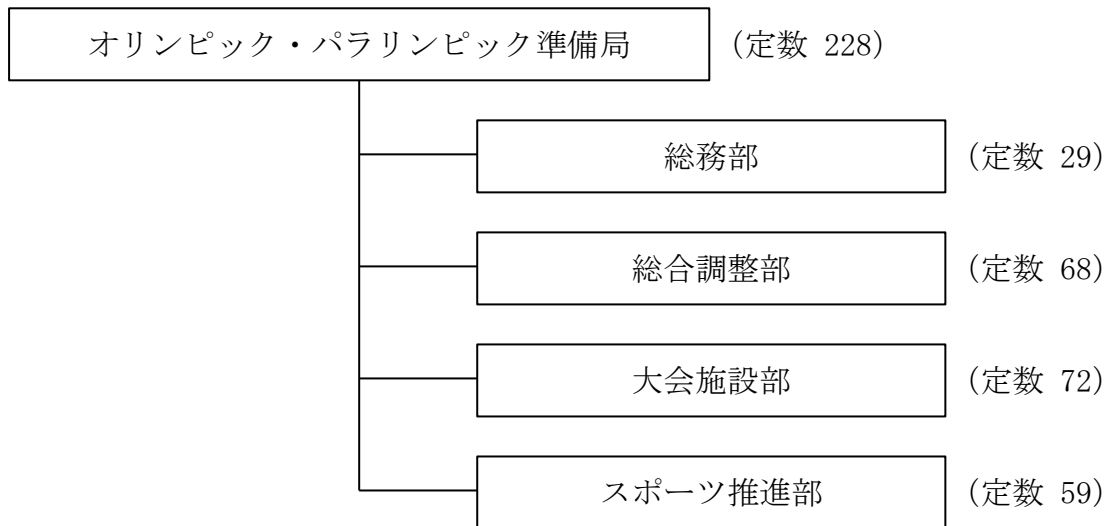 オリンピック・パラリンピック準備局 (定数 228)
総務部 (定数 29)
総合調整部 (定数 68)
大会施設部 (定数 72)
スポーツ推進部 (定数 59)